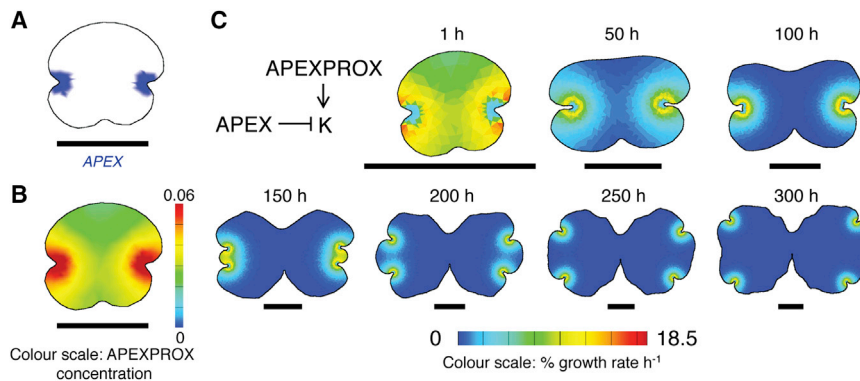 A
APEX
B
0.06
0
Colour scale: APEXPROX
concentration
C
APEXPROX
APEX
K
1 h
50 h
100 h
150 h
200 h
250 h
300 h
0
18.5
Colour scale: % growth rate h⁻¹